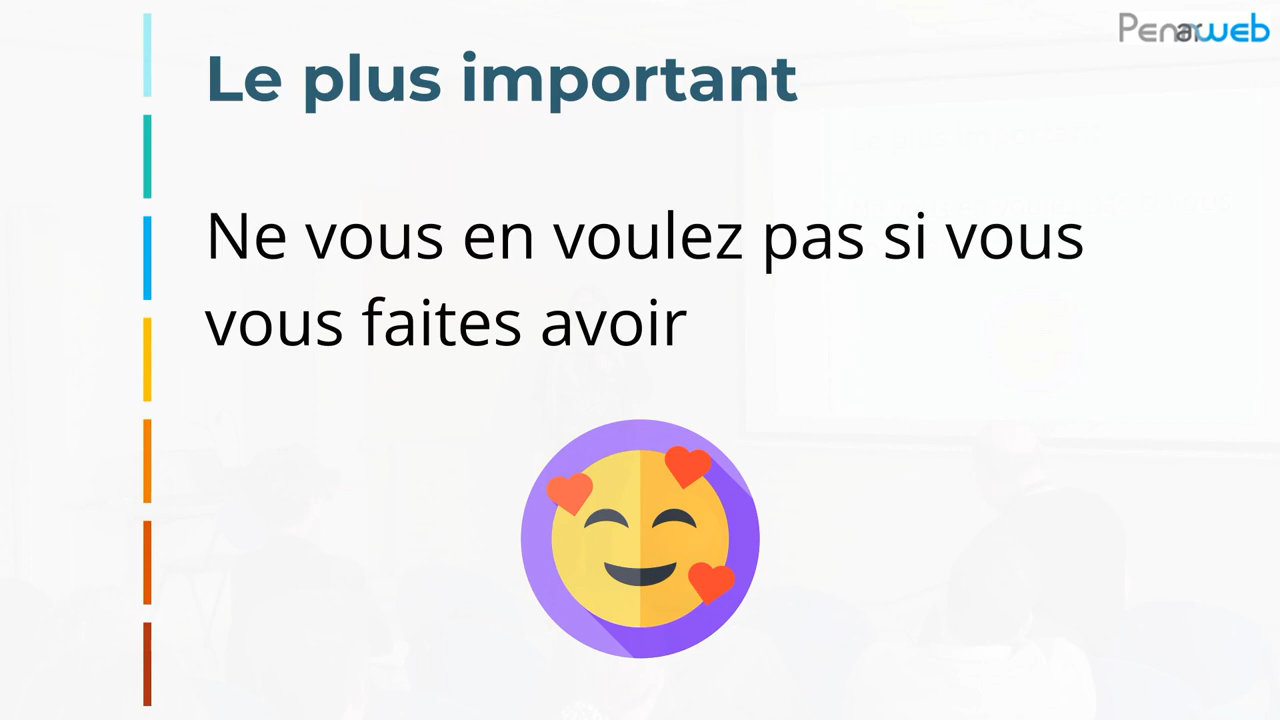 Penarweb
Le plus important
Ne vous en voulez pas si vous
vous faites avoir